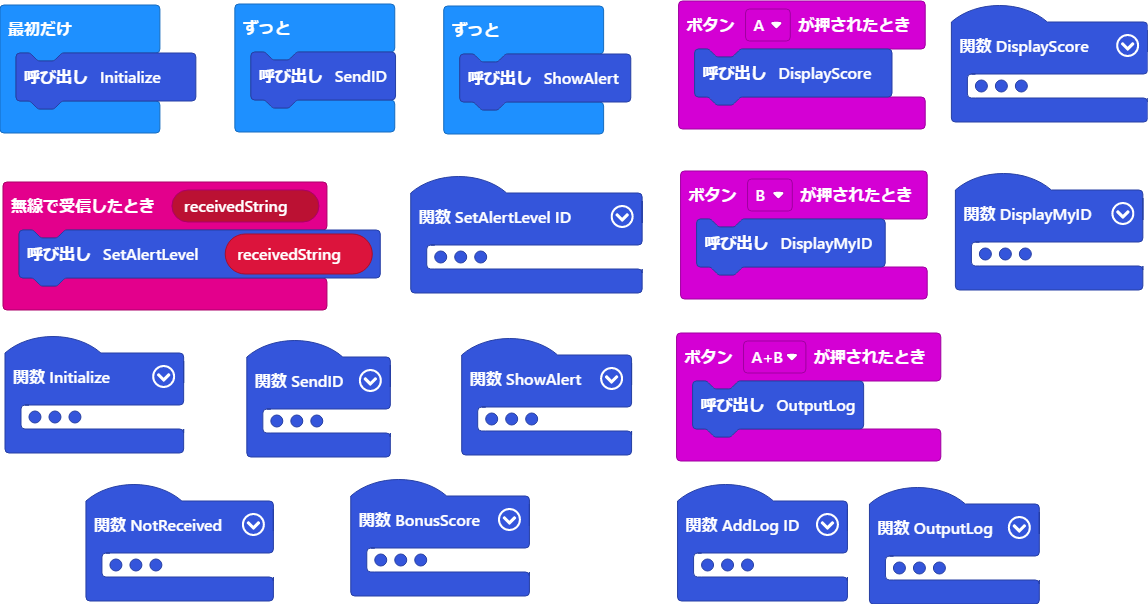 最初だけ
呼び出し Initialize
ずっと
呼び出し SendID
ずっと
呼び出し ShowAlert
ボタン A が押されたとき
呼び出し DisplayScore
関数 DisplayScore
無線で受信したとき receivedString
呼び出し SetAlertLevel receivedString
関数 SetAlertLevel ID
ボタン B が押されたとき
呼び出し DisplayMyID
関数 DisplayMyID
関数 Initialize
関数 SendID
関数 ShowAlert
ボタン A+B が押されたとき
呼び出し OutputLog
関数 NotReceived
関数 BonusScore
関数 AddLog ID
関数 OutputLog